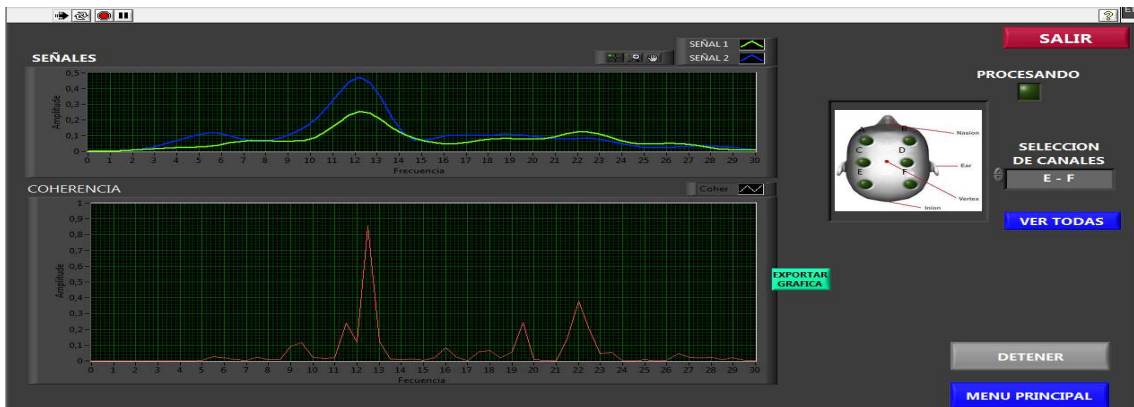 SALIR
SEÑALES
SEÑAL 1
SEÑAL 2
Amplitude
0,5
0,4
0,3
0,2
0,1
0
0 1 2 3 4 5 6 7 8 9 10 11 12 13 14 15 16 17 18 19 20 21 22 23 24 25 26 27 28 29 30
Frecuencia
COHERENCIA
Coher
Amplitude
1
0,9
0,8
0,7
0,6
0,5
0,4
0,3
0,2
0,1
0
0 1 2 3 4 5 6 7 8 9 10 11 12 13 14 15 16 17 18 19 20 21 22 23 24 25 26 27 28 29 30
Frecuencia
EXPORTAR
GRAFICA
PROCESANDO
A B
Nasion
C D
Ear
E F
Vertex
Inion
SELECCION
DE CANALES
E - F
VER TODAS
DETENER
MENU PRINCIPAL